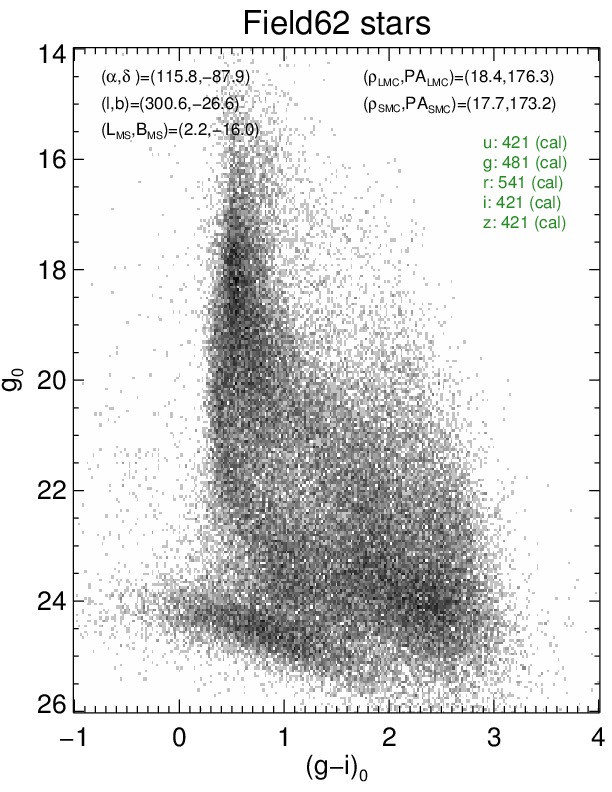 Field62 stars
(α,δ )=(115.8,−87.9)
(ρLMC,PALMC)=(18.4,176.3)
(l,b)=(300.6,−26.6)
(ρSMC,PASMC)=(17.7,173.2)
(LMS,BMS)=(2.2,−16.0)
u: 421 (cal)
g: 481 (cal)
r: 541 (cal)
i: 421 (cal)
z: 421 (cal)
14
16
18
20
22
24
26
g0
−1 0 1 2 3 4
(g−i)0